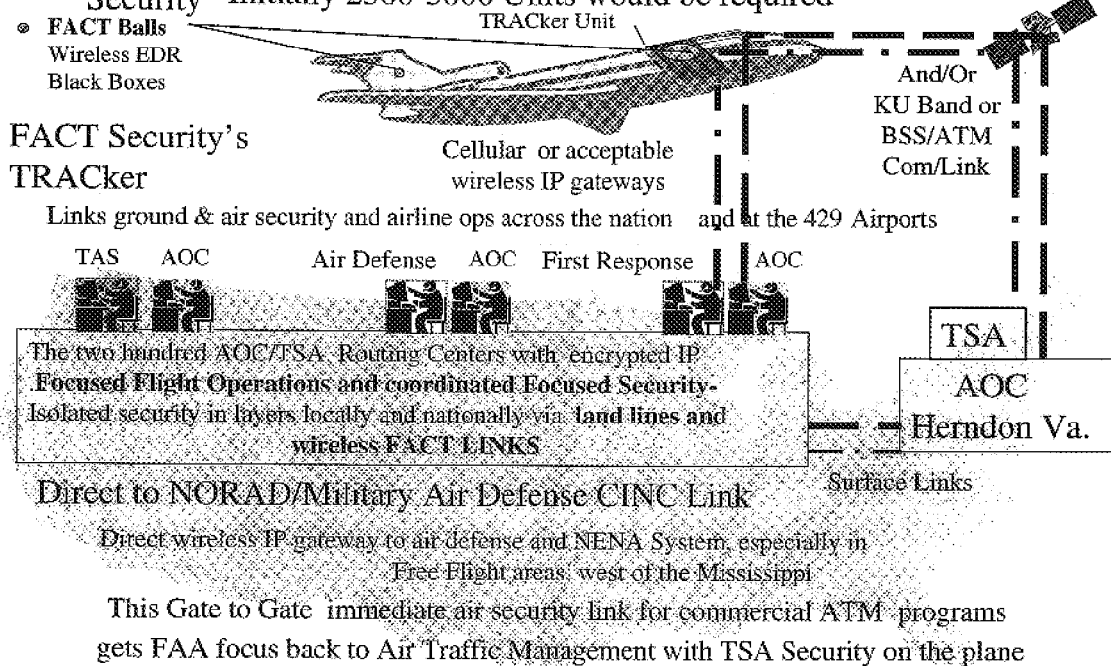 Security Initially 2500-3000 Units would be required
FACT Balls
Wireless EDR
Black Boxes
TRACker Unit
And/Or
KU Band or
BSS/ATM
Com/Link
FACT Security's
TRACker
Cellular or acceptable
wireless IP gateways
Links ground & air security and airline ops across the nation and at the 429 Airports
TAS AOC Air Defense AOC First Response AOC
The two hundred AOC/TSA Routing Centers with encrypted IP
.Focused Flight Operations and coordinated Focused Security-
Isolated security in layers locally and nationally via land lines and
wireless FACT LINKS
TSA
AOC
Herndon Va.
Surface Links
Direct to NORAD/Military Air Defense CINC Link
Direct wireless IP gateway to air defense and NENA System, especially in
Free Flight areas west of the Mississippi
This Gate to Gate immediate air security link for commercial ATM programs
gets FAA focus back to Air Traffic Management with TSA Security on the plane